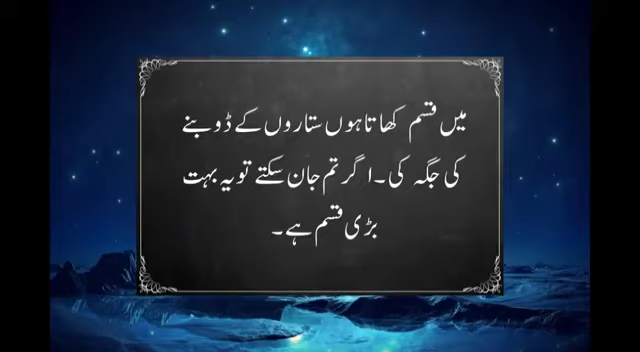 میں قسم کھاتا ہوں ستاروں کے ڈوبنے
کی جگہ کی۔ اگر تم جان سکتے تو یہ بہت
بڑی قسم ہے۔